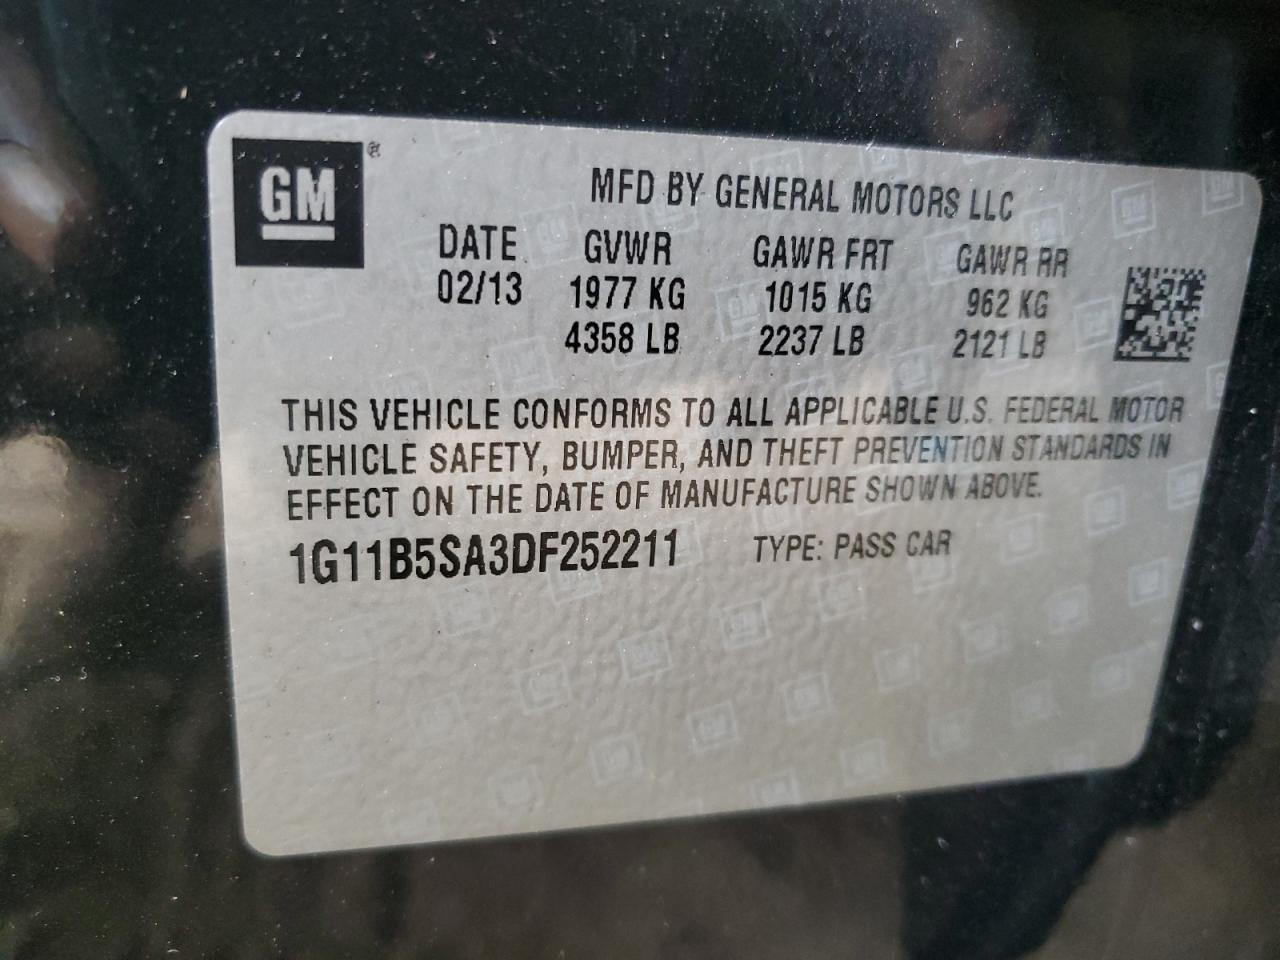 GM ®
MFD BY GENERAL MOTORS LLC
DATE GVWR GAWR FRT GAWR RR
02/13 1977 KG 1015 KG 962 KG
4358 LB 2237 LB 2121 LB
THIS VEHICLE CONFORMS TO ALL APPLICABLE U.S. FEDERAL MOTOR
VEHICLE SAFETY, BUMPER, AND THEFT PREVENTION STANDARDS IN
EFFECT ON THE DATE OF MANUFACTURE SHOWN ABOVE.
1G11B5SA3DF252211 TYPE: PASS CAR